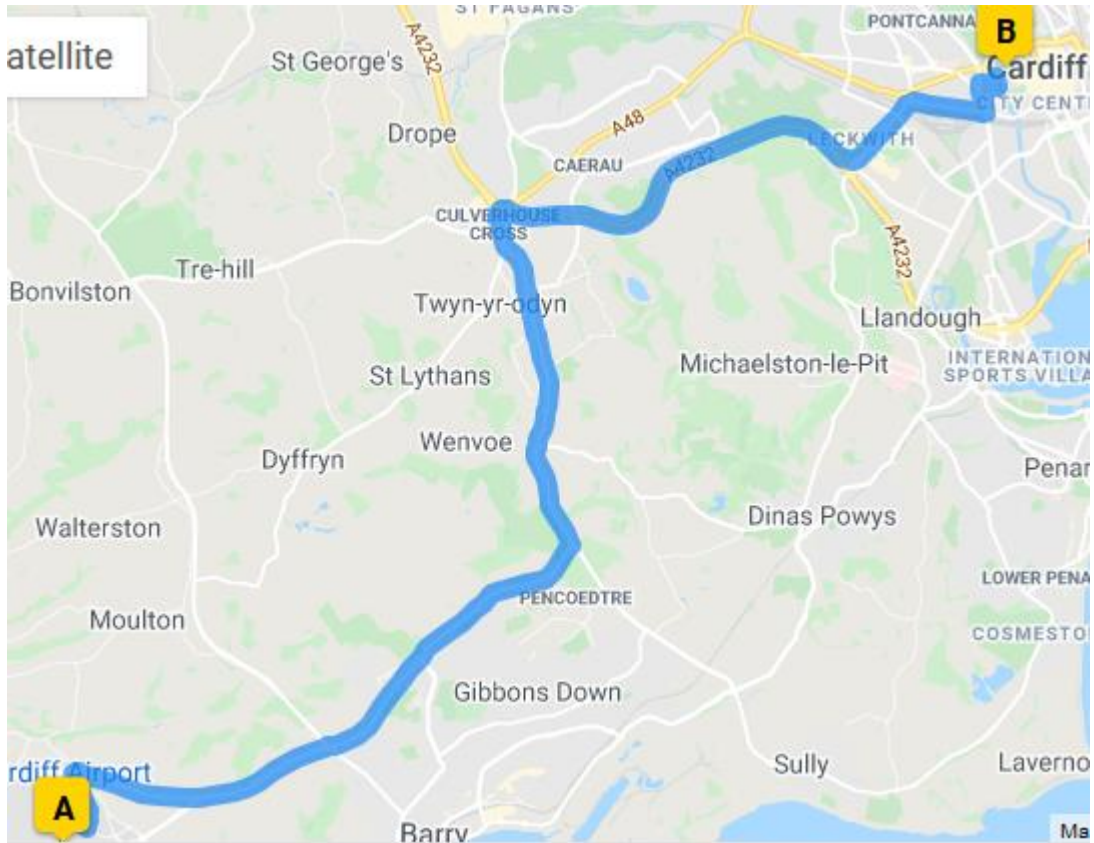 ST FAGANS
PONTCANNA
B
atellite
A4232
St George's
Cardiff
CITY CENT
Drope
A48
LECKWITH
CAERAU
A4232
CULVERHOUSE
CROSS
A4232
Tre-hill
Bonvilston
Twyn-yr-odyn
Llandough
INTERNATION
SPORTS VILLA
Michaelston-le-Pit
St Lythans
Wenvoe
Dyffryn
Penar
Dinas Powys
Walterston
LOWER PENA
PENCOEDTRE
Moulton
COSMESTO
Gibbons Down
Sully
Laverno
rdiff Airport
A
Barry
Ma